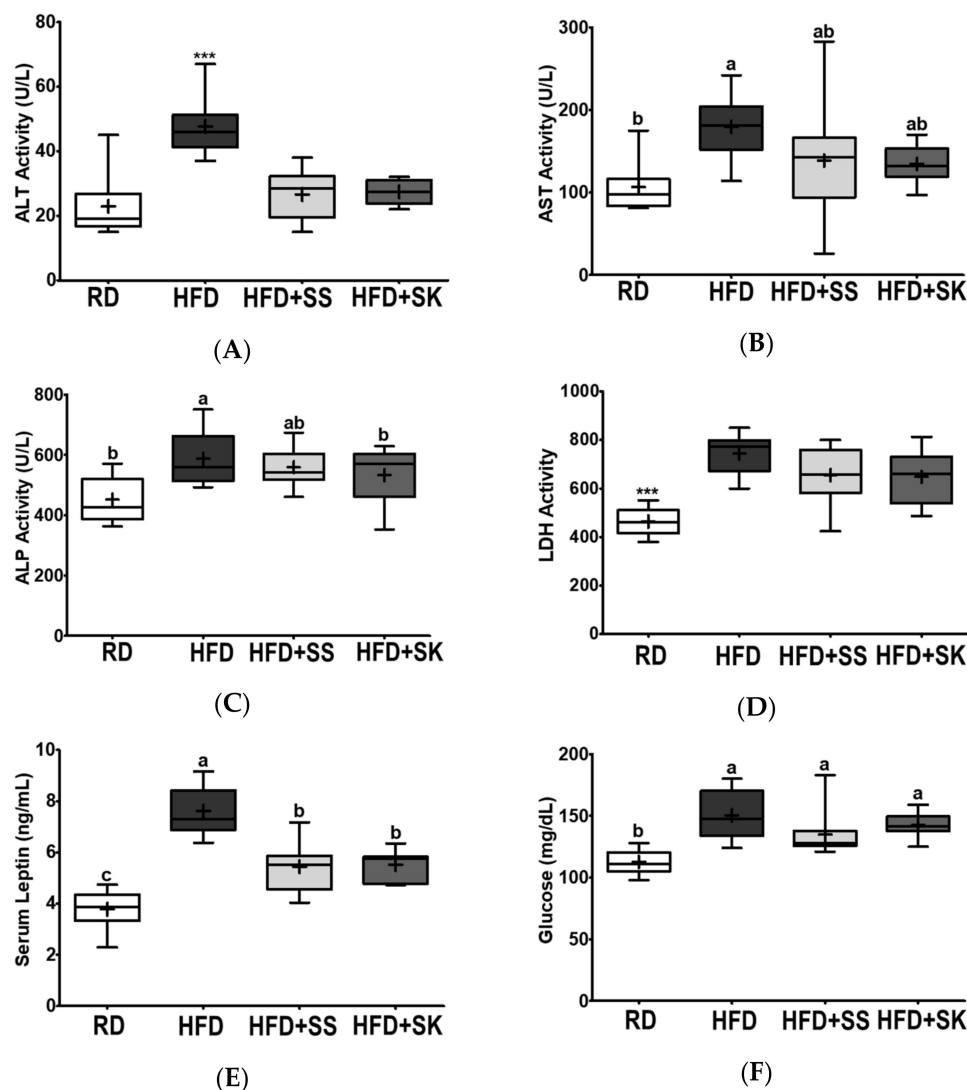 ALT Activity (U/L)
80
60
40
20
0
***
RD HFD HFD+SS HFD+SK
(A)
AST Activity (U/L)
300
200
100
0
b a ab ab
RD HFD HFD+SS HFD+SK
(B)
ALP Activity (U/L)
800
600
400
200
0
b a ab b
RD HFD HFD+SS HFD+SK
(C)
LDH Activity
1000
800
600
400
200
0
***
RD HFD HFD+SS HFD+SK
(D)
Serum Leptin (ng/mL)
10
8
6
4
2
0
c a b b
RD HFD HFD+SS HFD+SK
(E)
Glucose (mg/dL)
200
150
100
50
0
b a a a
RD HFD HFD+SS HFD+SK
(F)